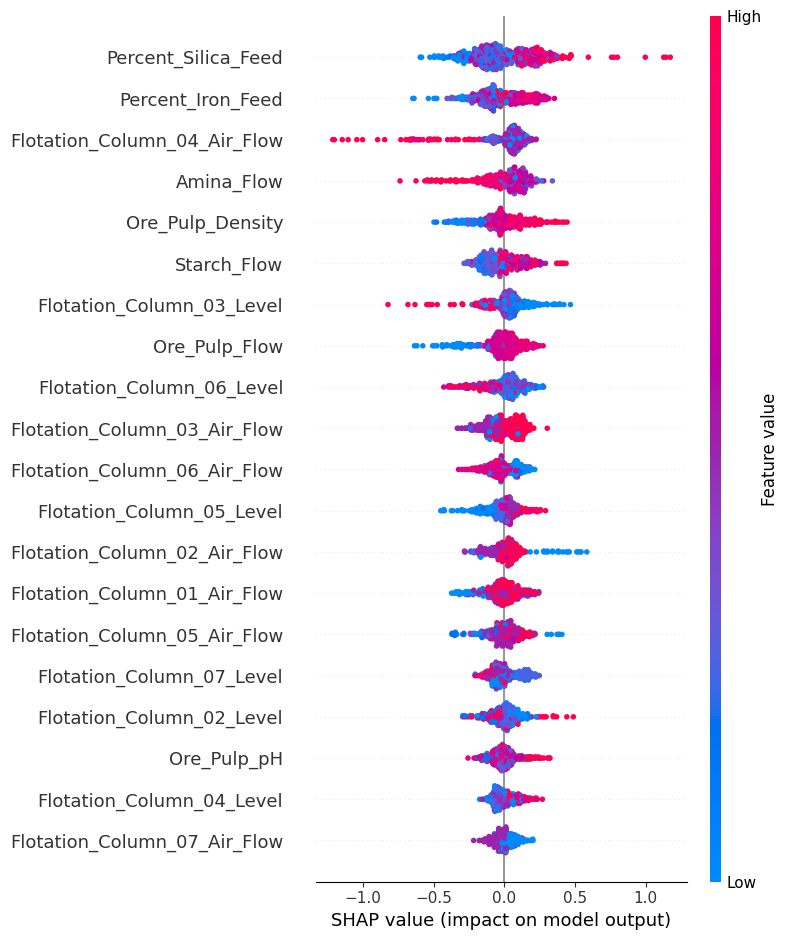 High
Percent_Silica_Feed
Percent_Iron_Feed
Flotation_Column_04_Air_Flow
Amina_Flow
Ore_Pulp_Density
Starch_Flow
Flotation_Column_03_Level
Ore_Pulp_Flow
Flotation_Column_06_Level
Flotation_Column_03_Air_Flow
Flotation_Column_06_Air_Flow
Flotation_Column_05_Level
Flotation_Column_02_Air_Flow
Flotation_Column_01_Air_Flow
Flotation_Column_05_Air_Flow
Flotation_Column_07_Level
Flotation_Column_02_Level
Ore_Pulp_pH
Flotation_Column_04_Level
Flotation_Column_07_Air_Flow
Feature value
Low
−1.0 −0.5 0.0 0.5 1.0
SHAP value (impact on model output)